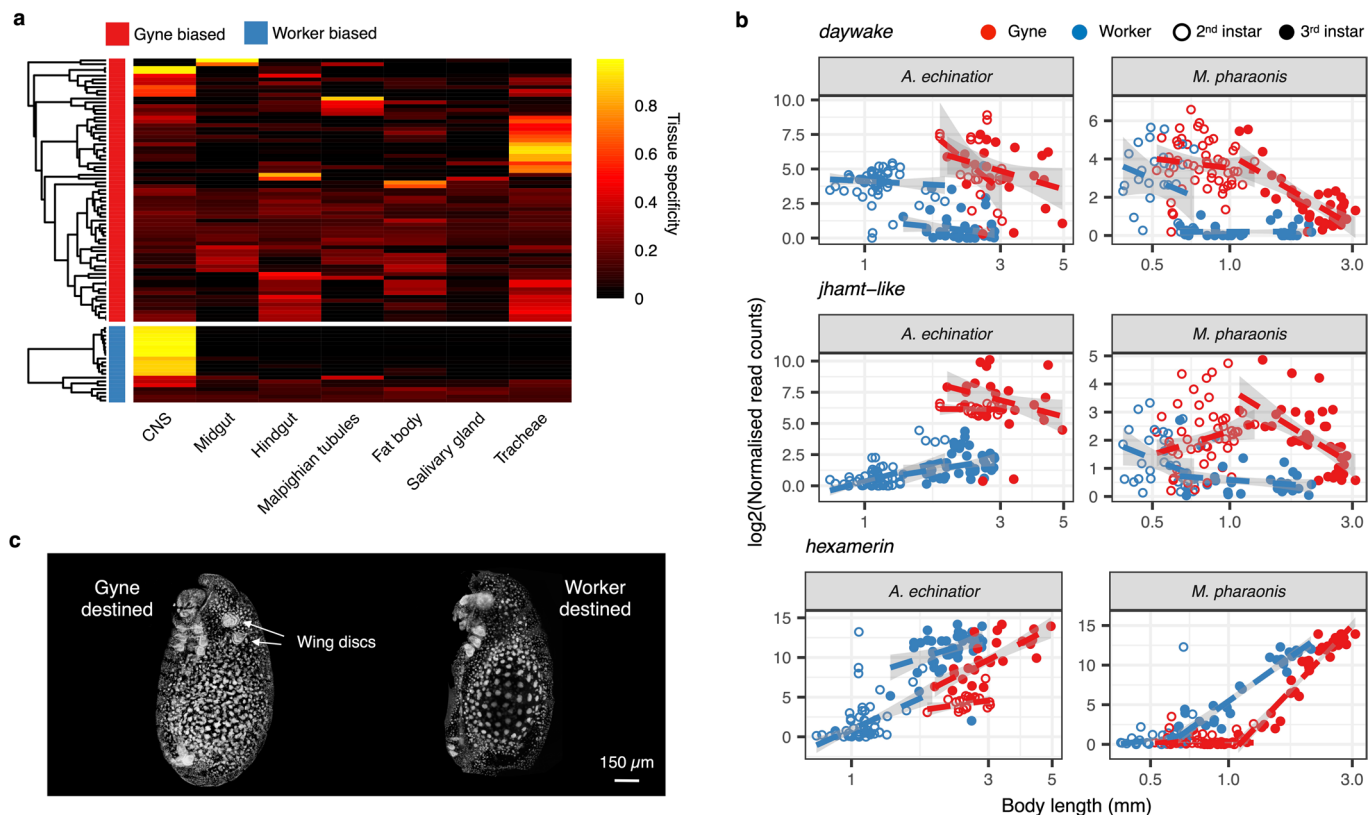 a
Gyne biased
Worker biased
0.8
0.6
0.4
0.2
0
Tissue specificity
CNS
Midgut
Hindgut
Malpighian tubules
Fat body
Salivary gland
Tracheae
b
daywake
Gyne
Worker
2nd instar
3rd instar
A. echinatior
M. pharaonis
10.0
7.5
5.0
2.5
0.0
1
3
5
6
4
2
0
0.5
1.0
3.0
jhamt−like
A. echinatior
M. pharaonis
10.0
7.5
5.0
2.5
0.0
1
3
5
5
4
3
2
1
0
0.5
1.0
3.0
hexamerin
A. echinatior
M. pharaonis
15
10
5
0
1
3
5
15
10
5
0
0.5
1.0
3.0
log2(Normalised read counts)
Body length (mm)
c
Gyne
destined
Wing discs
Worker
destined
150 µm